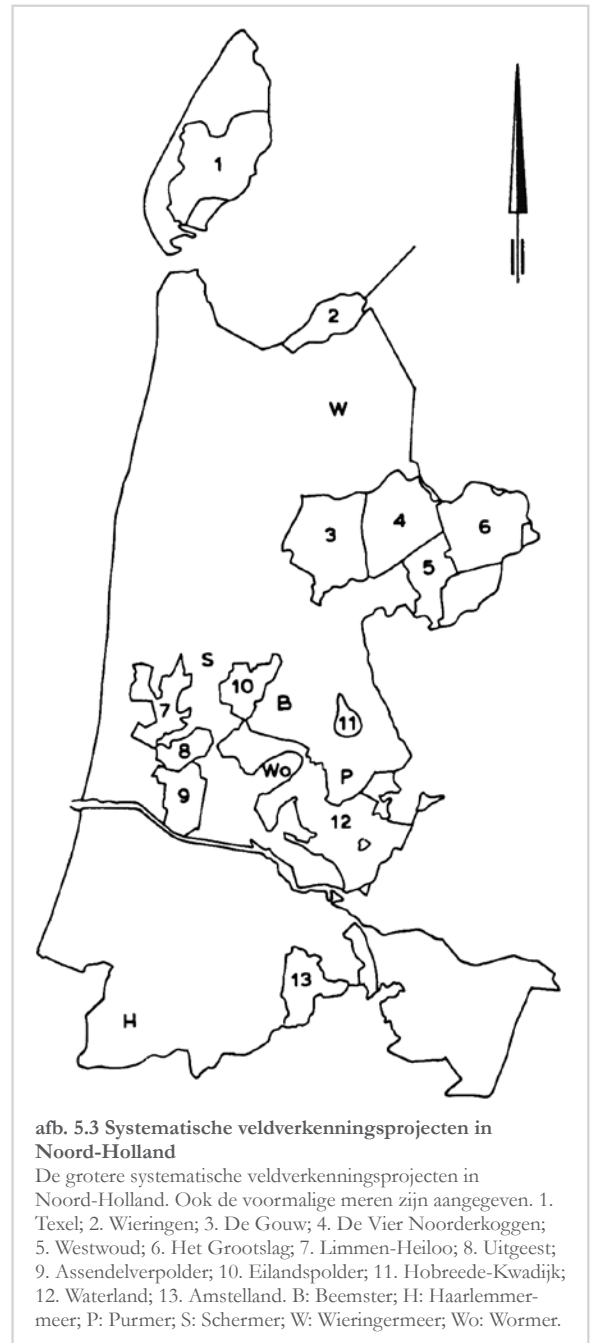 1
2
W
3
4
6
5
S
10
7
B
11
8
Wo
P
9
12
13
H
afb. 5.3 Systematische veldverkenningsprojecten in
Noord-Holland
De grotere systematische veldverkenningsprojecten in
Noord-Holland. Ook de voormalige meren zijn aangegeven. 1.
Texel; 2. Wieringen; 3. De Gouw; 4. De Vier Noorderkoggen;
5. Westwoud; 6. Het Grootslag; 7. Limmen-Heiloo; 8. Uitgeest;
9. Assendelverpolder; 10. Eilandspolder; 11. Hobreede-Kwadijk;
12. Waterland; 13. Amstelland. B: Beemster; H: Haarlemmer-
meer; P: Purmer; S: Schermer; W: Wieringermeer; Wo: Wormer.